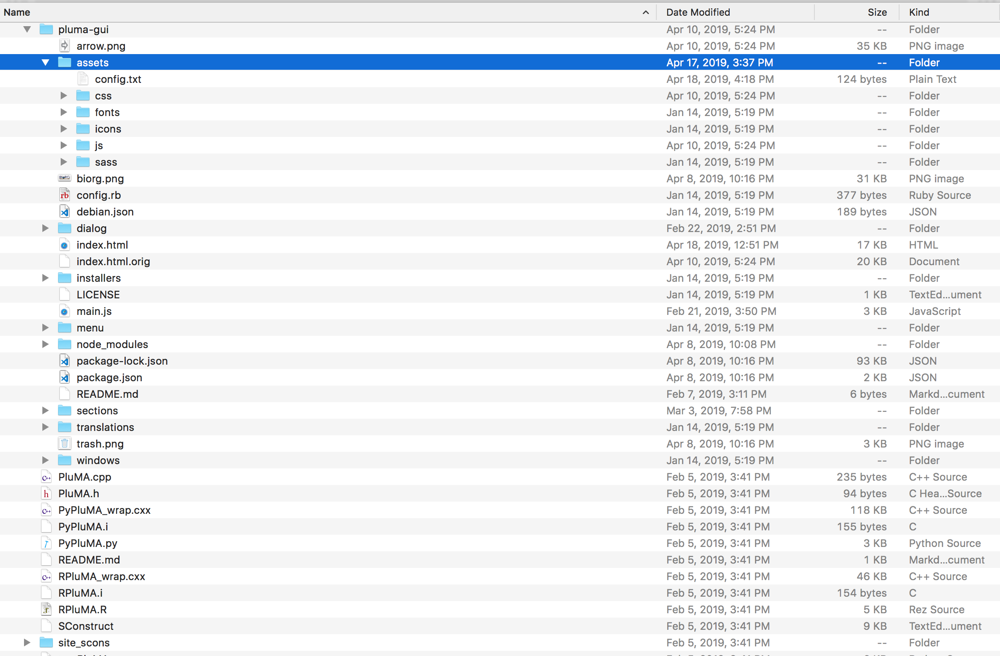 Name Date Modified Size Kind
pluma-gui Apr 10, 2019, 5:24 PM -- Folder
arrow.png Apr 10, 2019, 5:24 PM 35 KB PNG image
assets Apr 17, 2019, 3:37 PM -- Folder
config.txt Apr 18, 2019, 4:18 PM 124 bytes Plain Text
css Apr 10, 2019, 5:24 PM -- Folder
fonts Jan 14, 2019, 5:19 PM -- Folder
icons Jan 14, 2019, 5:19 PM -- Folder
js Apr 10, 2019, 5:24 PM -- Folder
sass Jan 14, 2019, 5:19 PM -- Folder
biorg.png Apr 8, 2019, 10:16 PM 31 KB PNG image
config.rb Jan 14, 2019, 5:19 PM 377 bytes Ruby Source
debian.json Jan 14, 2019, 5:19 PM 189 bytes JSON
dialog Feb 22, 2019, 2:51 PM -- Folder
index.html Apr 18, 2019, 12:51 PM 17 KB HTML
index.html.orig Apr 10, 2019, 5:24 PM 20 KB Document
installers Jan 14, 2019, 5:19 PM -- Folder
LICENSE Jan 14, 2019, 5:19 PM 1 KB TextEd...ument
main.js Feb 21, 2019, 3:50 PM 3 KB JavaScript
menu Jan 14, 2019, 5:19 PM -- Folder
node_modules Apr 8, 2019, 10:08 PM -- Folder
package-lock.json Apr 8, 2019, 10:16 PM 93 KB JSON
package.json Apr 8, 2019, 10:16 PM 2 KB JSON
README.md Feb 7, 2019, 3:11 PM 6 bytes Markd...cument
sections Mar 3, 2019, 7:58 PM -- Folder
translations Jan 14, 2019, 5:19 PM -- Folder
trash.png Apr 8, 2019, 10:16 PM 3 KB PNG image
windows Jan 14, 2019, 5:19 PM -- Folder
PluMA.cpp Feb 5, 2019, 3:41 PM 235 bytes C++ Source
PluMA.h Feb 5, 2019, 3:41 PM 94 bytes C Hea...Source
PyPluMA_wrap.cxx Feb 5, 2019, 3:41 PM 118 KB C++ Source
PyPluMA.i Feb 5, 2019, 3:41 PM 155 bytes C
PyPluMA.py Feb 5, 2019, 3:41 PM 3 KB Python Source
README.md Feb 5, 2019, 3:41 PM 1 KB Markd...cument
RPluMA_wrap.cxx Feb 5, 2019, 3:41 PM 46 KB C++ Source
RPluMA.i Feb 5, 2019, 3:41 PM 154 bytes C
RPluMA.R Feb 5, 2019, 3:41 PM 5 KB Rez Source
SConstruct Feb 5, 2019, 3:41 PM 9 KB TextEd...ument
site_scons Feb 5, 2019, 3:41 PM -- Folder